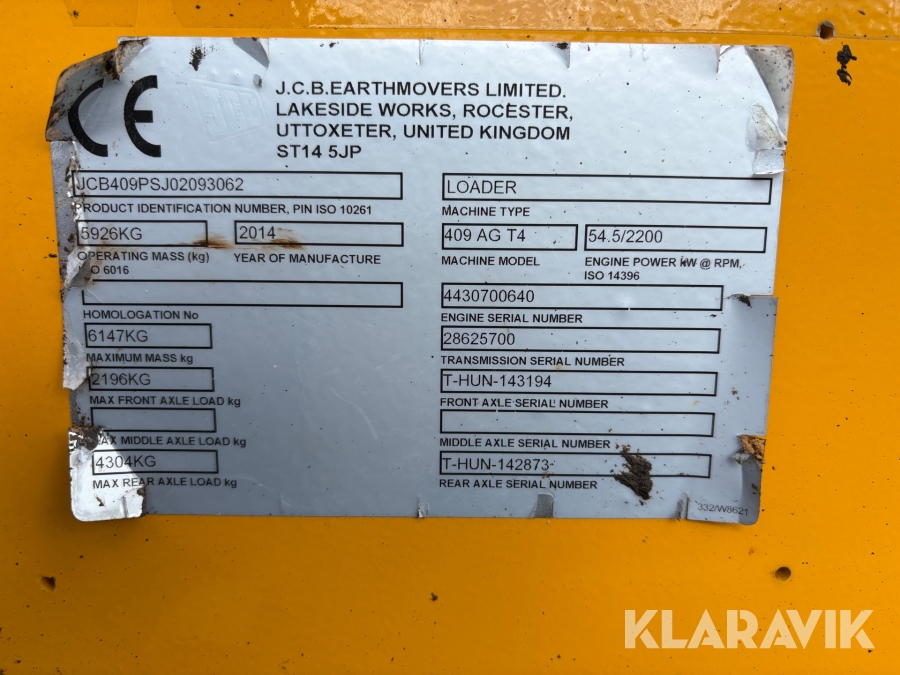 CE
JCB
J.C.B.EARTHMOVERS LIMITED.
LAKESIDE WORKS, ROCESTER,
UTTOXETER, UNITED KINGDOM
ST14 5JP
JCB409PSJ02093062
PRODUCT IDENTIFICATION NUMBER, PIN ISO 10261
5926KG 2014
OPERATING MASS (kg) YEAR OF MANUFACTURE
ISO 6016
HOMOLOGATION No
6147KG
MAXIMUM MASS kg
2196KG
MAX FRONT AXLE LOAD kg
MAX MIDDLE AXLE LOAD kg
4304KG
MAX REAR AXLE LOAD kg
LOADER
MACHINE TYPE
409 AG T4 54.5/2200
MACHINE MODEL ENGINE POWER kW @ RPM,
ISO 14396
4430700640
ENGINE SERIAL NUMBER
28625700
TRANSMISSION SERIAL NUMBER
T-HUN-143194
FRONT AXLE SERIAL NUMBER
MIDDLE AXLE SERIAL NUMBER
T-HUN-142873
REAR AXLE SERIAL NUMBER
332/W8621
KLARAVIK